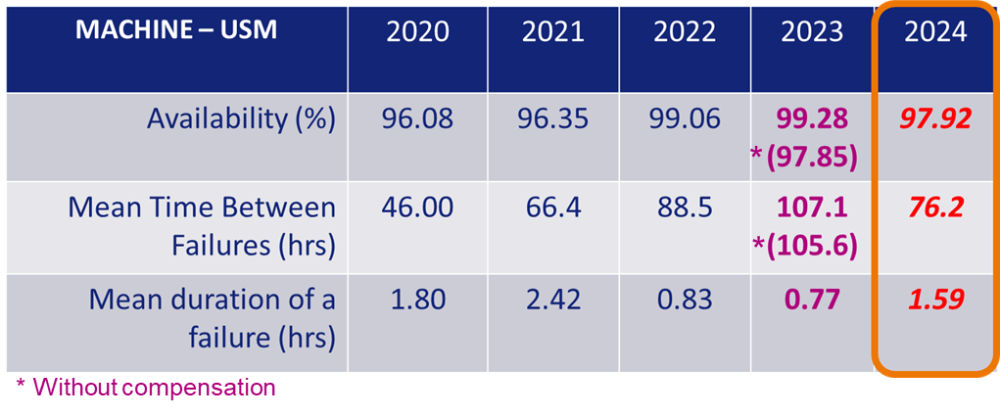 MACHINE – USM 2020 2021 2022 2023 2024
Availability (%) 96.08 96.35 99.06 99.28 97.92
*(97.85)
Mean Time Between 46.00 66.4 88.5 107.1 76.2
Failures (hrs) *(105.6)
Mean duration of a 1.80 2.42 0.83 0.77 1.59
failure (hrs)
* Without compensation